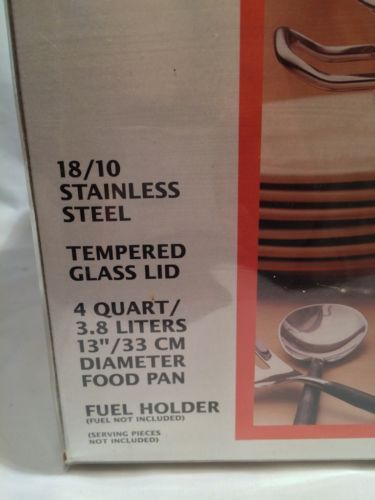 18/10
STAINLESS
STEEL
TEMPERED
GLASS LID
4 QUART/
3.8 LITERS
13"/33 CM
DIAMETER
FOOD PAN
FUEL HOLDER
(FUEL NOT INCLUDED)
(SERVING PIECES
NOT INCLUDED)